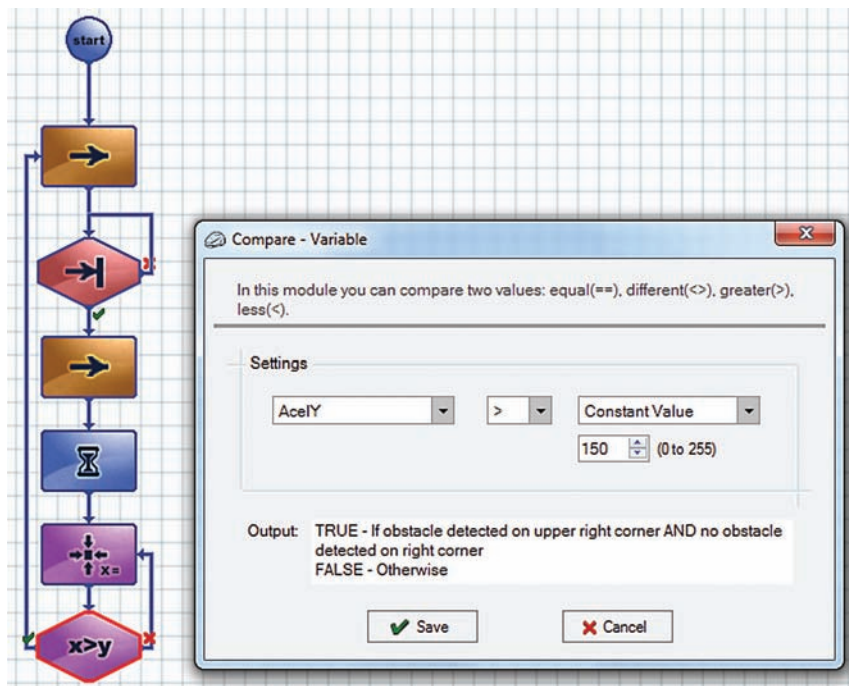 start
Compare - Variable
In this module you can compare two values: equal(==), different(<>), greater(>),
less(<).
Settings
AcelY
>
Constant Value
150
(0 to 255)
Output:
TRUE - If obstacle detected on upper right corner AND no obstacle
detected on right corner
FALSE - Otherwise
x=
x>y
Save
Cancel